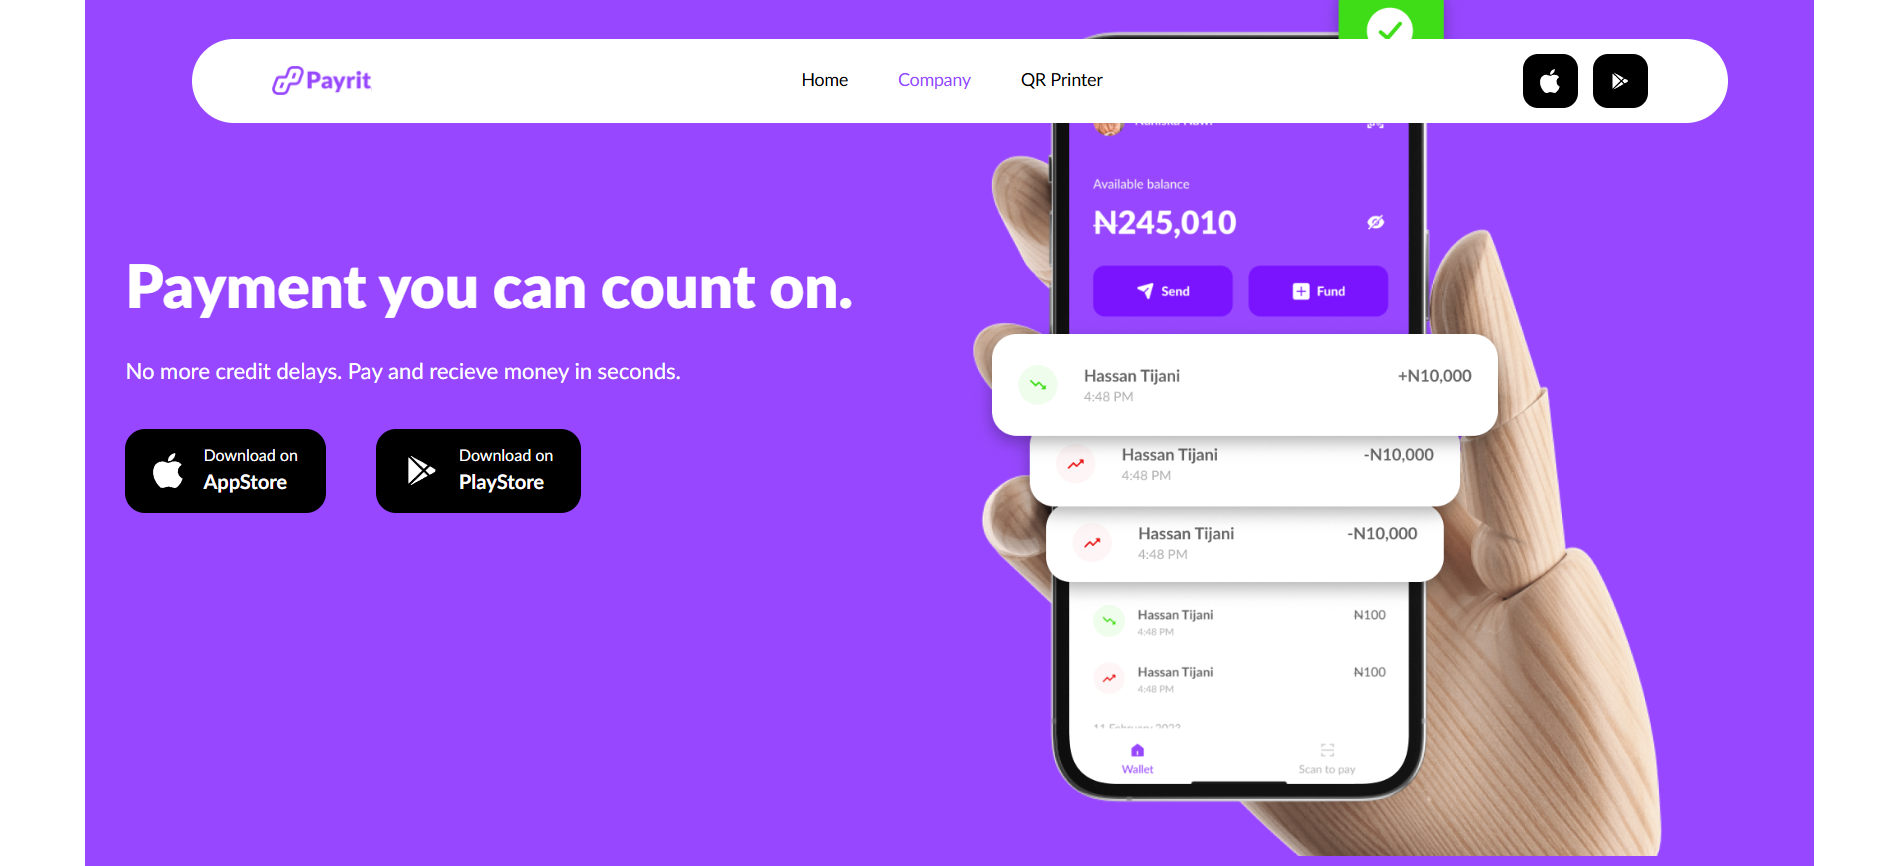 Payrit
Home
Company
QR Printer
Payment you can count on.
No more credit delays. Pay and recieve money in seconds.
Download on
AppStore
Download on
PlayStore
Available balance
₦245,010
Send
Fund
Hassan Tijani
+N10,000
4:48 PM
Hassan Tijani
-N10,000
4:48 PM
Hassan Tijani
-N10,000
4:48 PM
Hassan Tijani
₦100
4:48 PM
Hassan Tijani
₦100
4:48 PM
11 February 2023
Wallet
Scan to pay